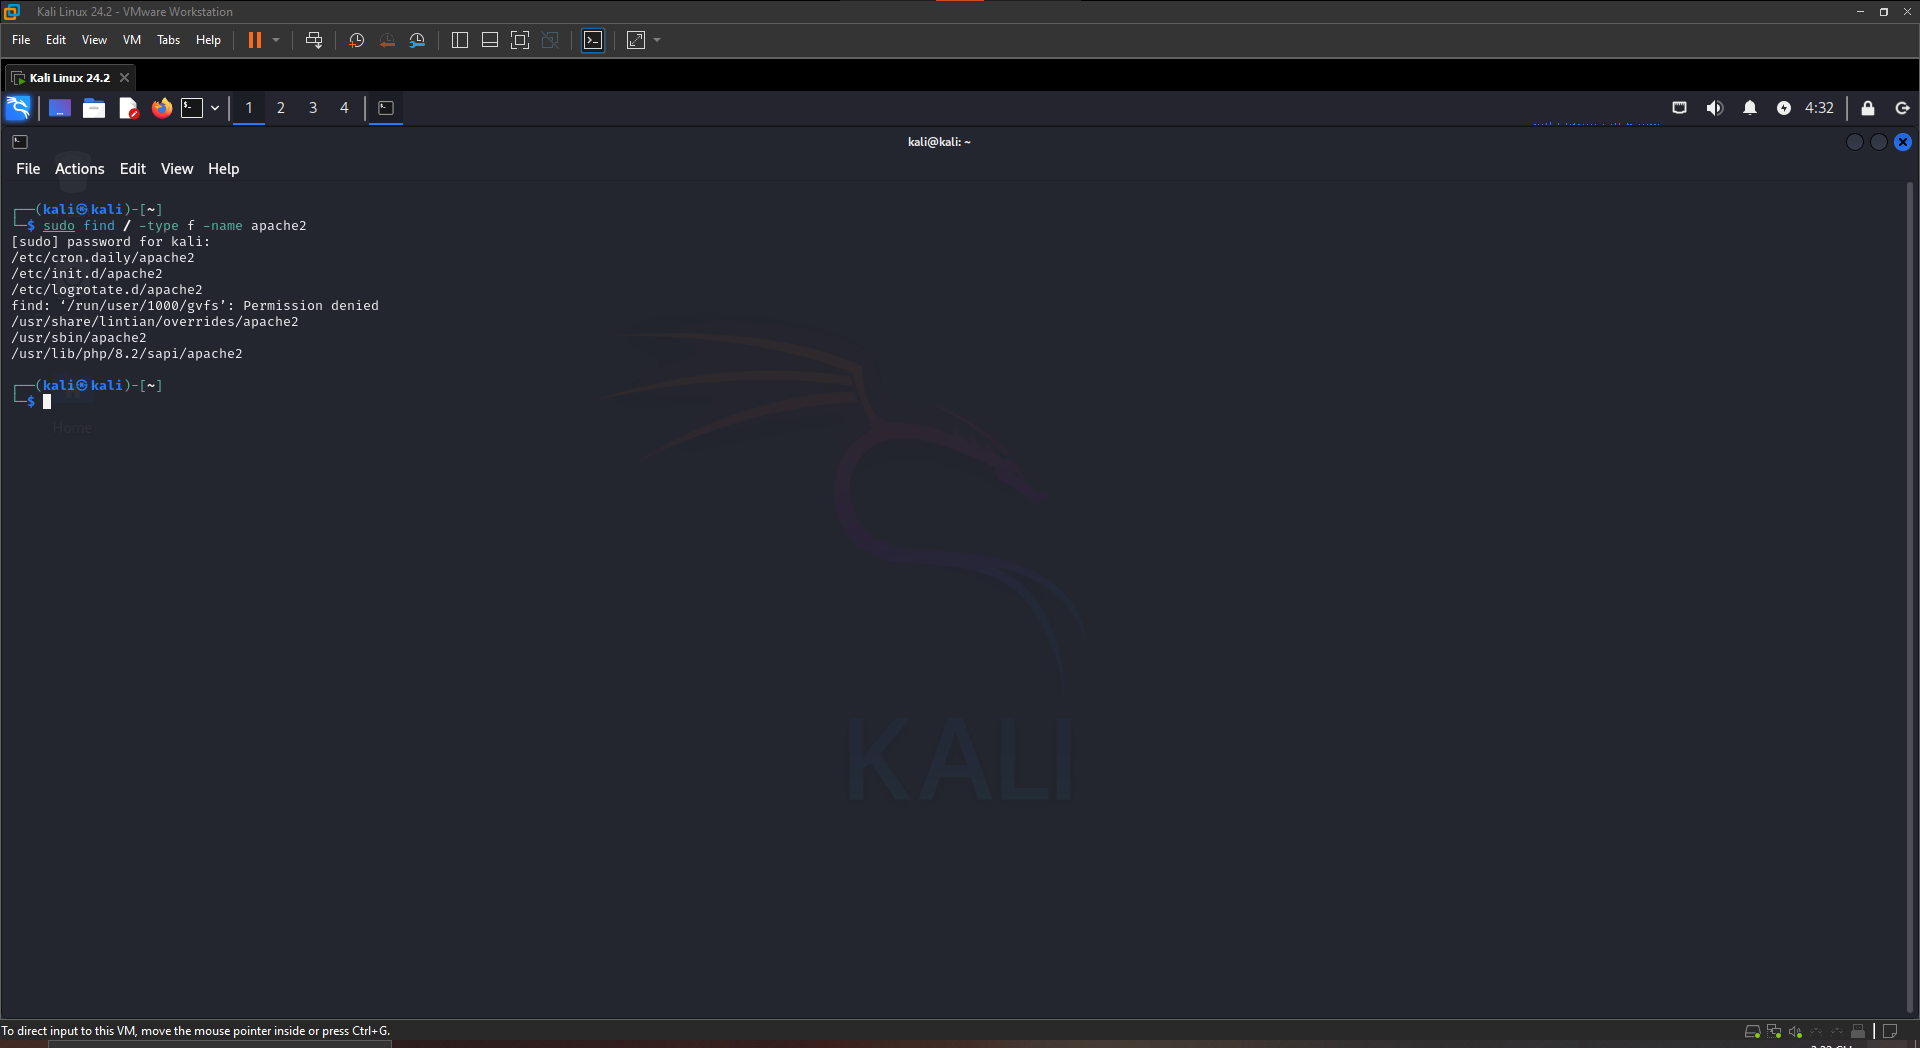 Kali Linux 24.2 - VMware Workstation
File Edit View VM Tabs Help
Kali Linux 24.2
1 2 3 4
4:32
kali@kali: ~
File Actions Edit View Help
┌──(kali㉿kali)-[~]
└─$ sudo find / -type f -name apache2
[sudo] password for kali:
/etc/cron.daily/apache2
/etc/init.d/apache2
/etc/logrotate.d/apache2
find: ‘/run/user/1000/gvfs’: Permission denied
/usr/share/lintian/overrides/apache2
/usr/sbin/apache2
/usr/lib/php/8.2/sapi/apache2
┌──(kali㉿kali)-[~]
└─$
Home
KALI
To direct input to this VM, move the mouse pointer inside or press Ctrl+G.